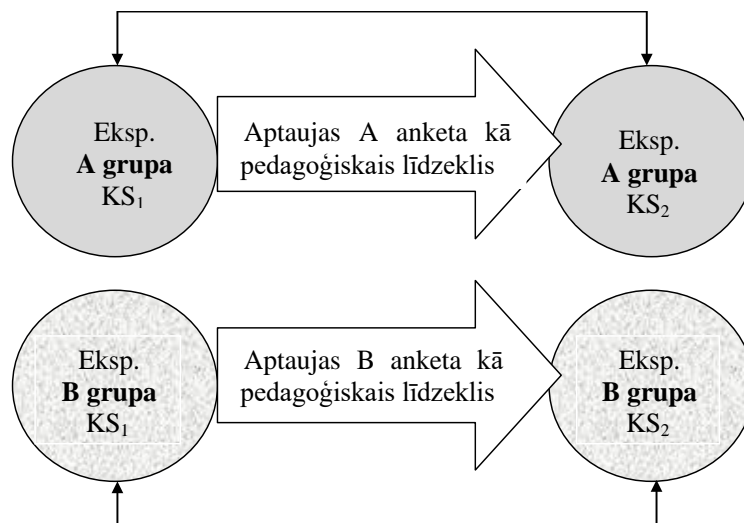 Eksp.
A grupa
KS₁
Aptaujas A anketa kā
pedagoģiskais līdzeklis
Eksp.
A grupa
KS₂
Eksp.
B grupa
KS₁
Aptaujas B anketa kā
pedagoģiskais līdzeklis
Eksp.
B grupa
KS₂